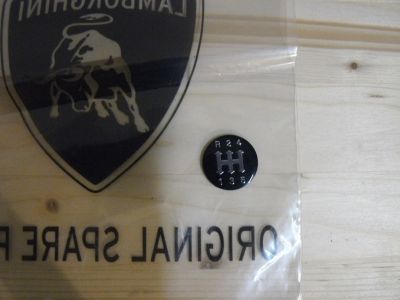 LAMBORGHINI
R 2 4
1 3 5
ORIGINAL SPARE P